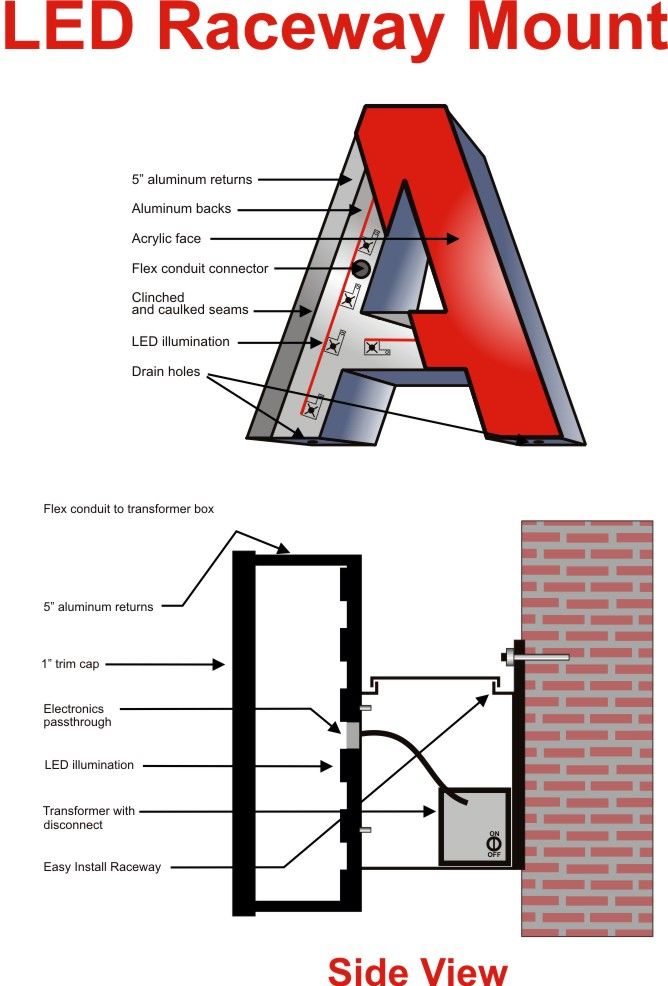 LED Raceway Mount
5” aluminum returns
Aluminum backs
Acrylic face
Flex conduit connector
Clinched
and caulked seams
LED illumination
Drain holes
Flex conduit to transformer box
5” aluminum returns
1” trim cap
Electronics
passthrough
LED illumination
Transformer with
disconnect
ON
OFF
Easy Install Raceway
Side View